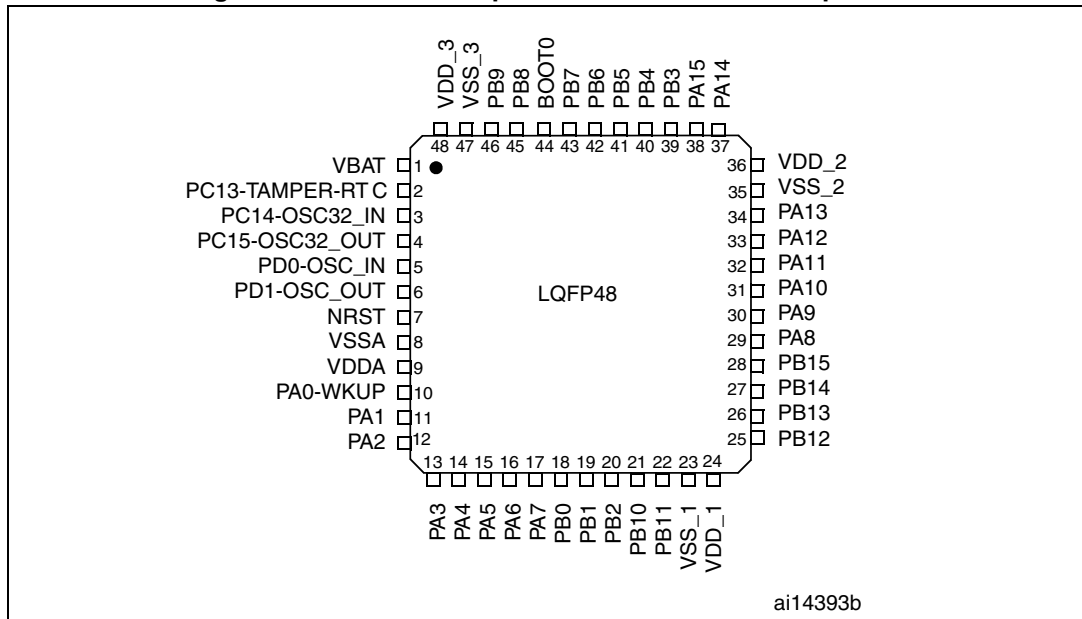 VDD_3
VSS_3
PB9
PB8
BOOT0
PB7
PB6
PB5
PB4
PB3
PA15
PA14
48 47 46 45 44 43 42 41 40 39 38 37
VBAT 1
PC13-TAMPER-RT C 2
PC14-OSC32_IN 3
PC15-OSC32_OUT 4
PD0-OSC_IN 5
PD1-OSC_OUT 6
NRST 7
VSSA 8
VDDA 9
PA0-WKUP 10
PA1 11
PA2 12
LQFP48
36 VDD_2
35 VSS_2
34 PA13
33 PA12
32 PA11
31 PA10
30 PA9
29 PA8
28 PB15
27 PB14
26 PB13
25 PB12
13 14 15 16 17 18 19 20 21 22 23 24
PA3
PA4
PA5
PA6
PA7
PB0
PB1
PB2
PB10
PB11
VSS_1
VDD_1
ai14393b